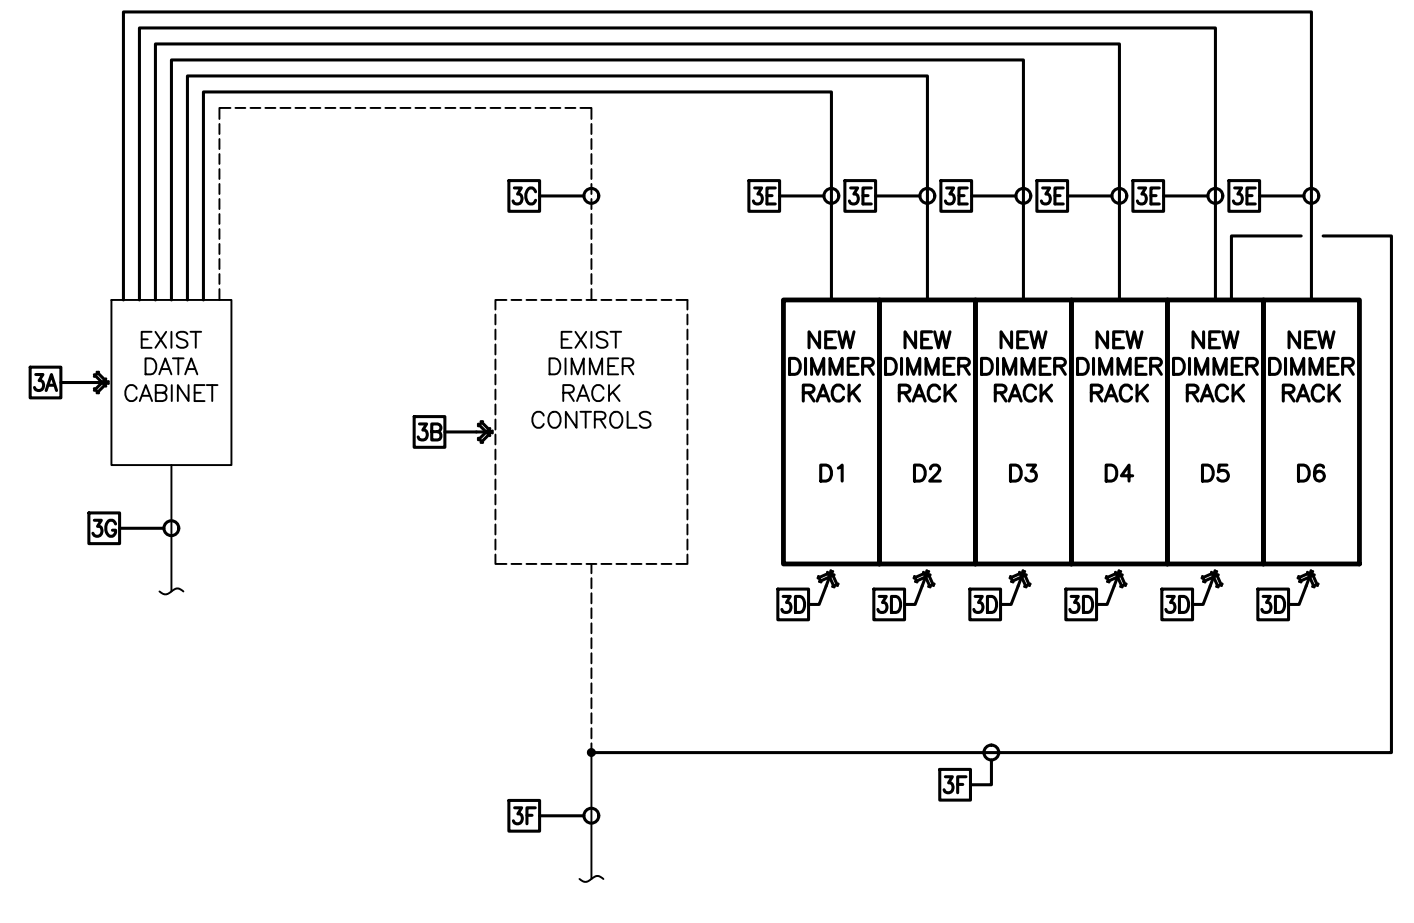 3C
3E
3E
3E
3E
3E
3E
EXIST
DATA
CABINET
3A
EXIST
DIMMER
RACK
CONTROLS
3B
NEW
DIMMER
RACK
D1
NEW
DIMMER
RACK
D2
NEW
DIMMER
RACK
D3
NEW
DIMMER
RACK
D4
NEW
DIMMER
RACK
D5
NEW
DIMMER
RACK
D6
3G
3D
3D
3D
3D
3D
3D
3F
3F